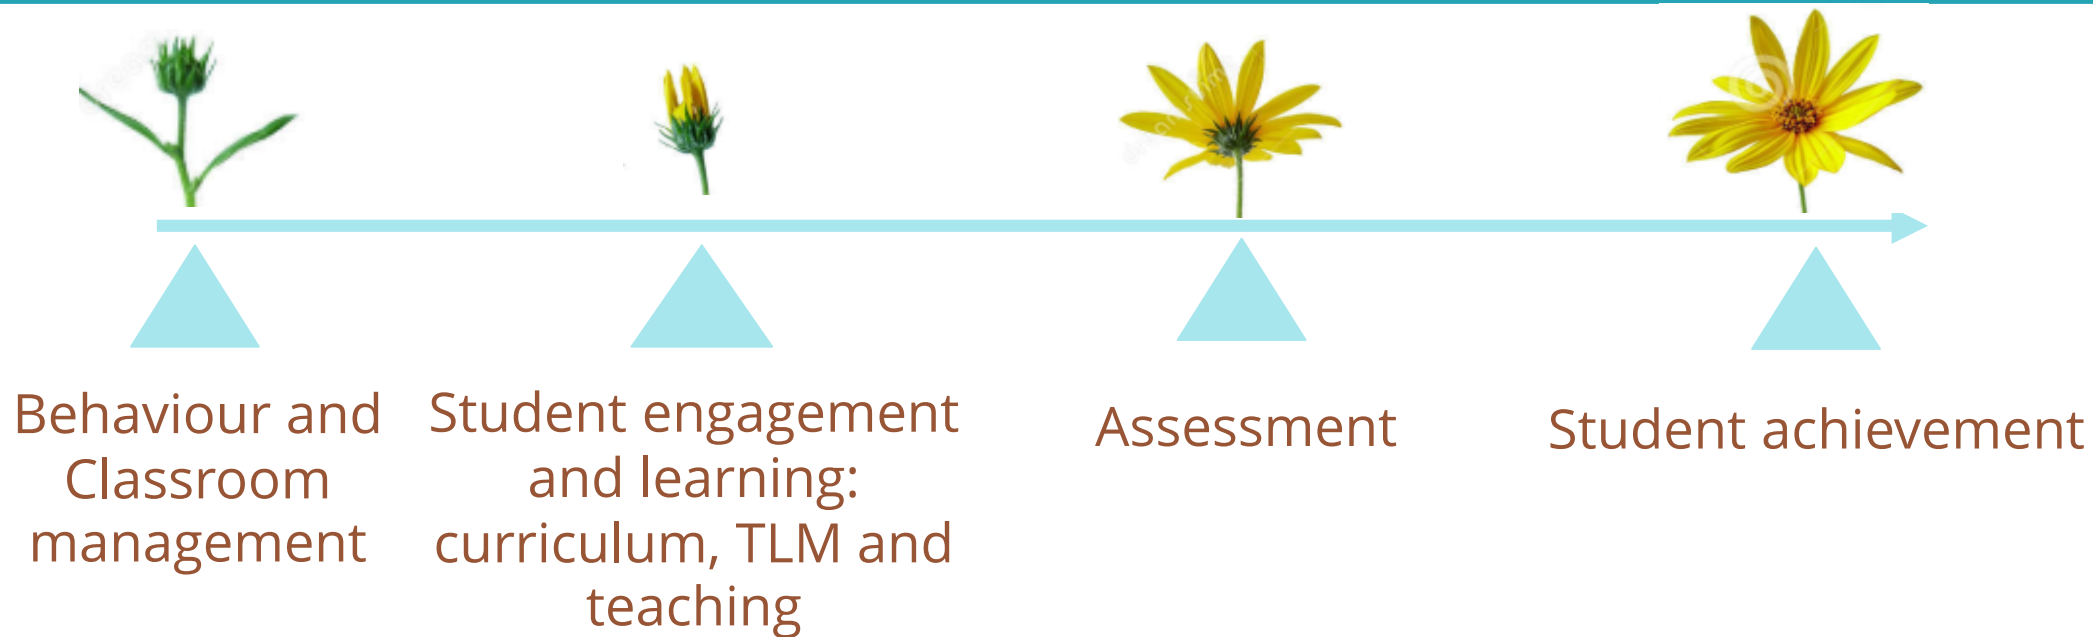 Behaviour and
Classroom
management
Student engagement
and learning:
curriculum, TLM and
teaching
Assessment
Student achievement